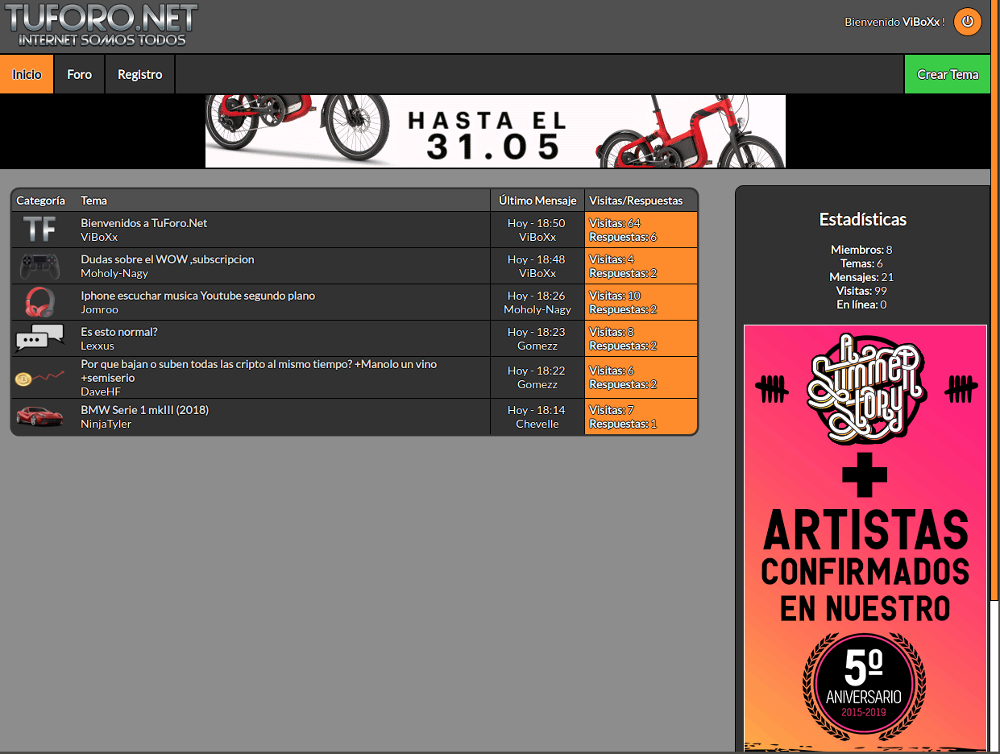 TUFORO.NET
INTERNET SOMOS TODOS
Bienvenido ViBoXx !
Inicio
Foro
Registro
Crear Tema
HASTA EL
31.05
Categoría Tema Último Mensaje Visitas/Respuestas
TF
Bienvenidos a TuForo.Net
ViBoXx
Hoy - 18:50
ViBoXx
Visitas: 64
Respuestas: 6
Dudas sobre el WOW ,subscripcion
Moholy-Nagy
Hoy - 18:48
ViBoXx
Visitas: 4
Respuestas: 2
Iphone escuchar musica Youtube segundo plano
Jomroo
Hoy - 18:26
Moholy-Nagy
Visitas: 10
Respuestas: 2
Es esto normal?
Lexxus
Hoy - 18:23
Gomezz
Visitas: 8
Respuestas: 2
Por que bajan o suben todas las cripto al mismo tiempo? +Manolo un vino
+semiserio
DaveHF
Hoy - 18:22
Gomezz
Visitas: 6
Respuestas: 2
BMW Serie 1 mkIII (2018)
NinjaTyler
Hoy - 18:14
Chevelle
Visitas: 7
Respuestas: 1
Estadísticas
Miembros: 8
Temas: 6
Mensajes: 21
Visitas: 99
En línea: 0
A
Summer
Story
+
ARTISTAS
CONFIRMADOS
EN NUESTRO
5º
ANIVERSARIO
2015-2019